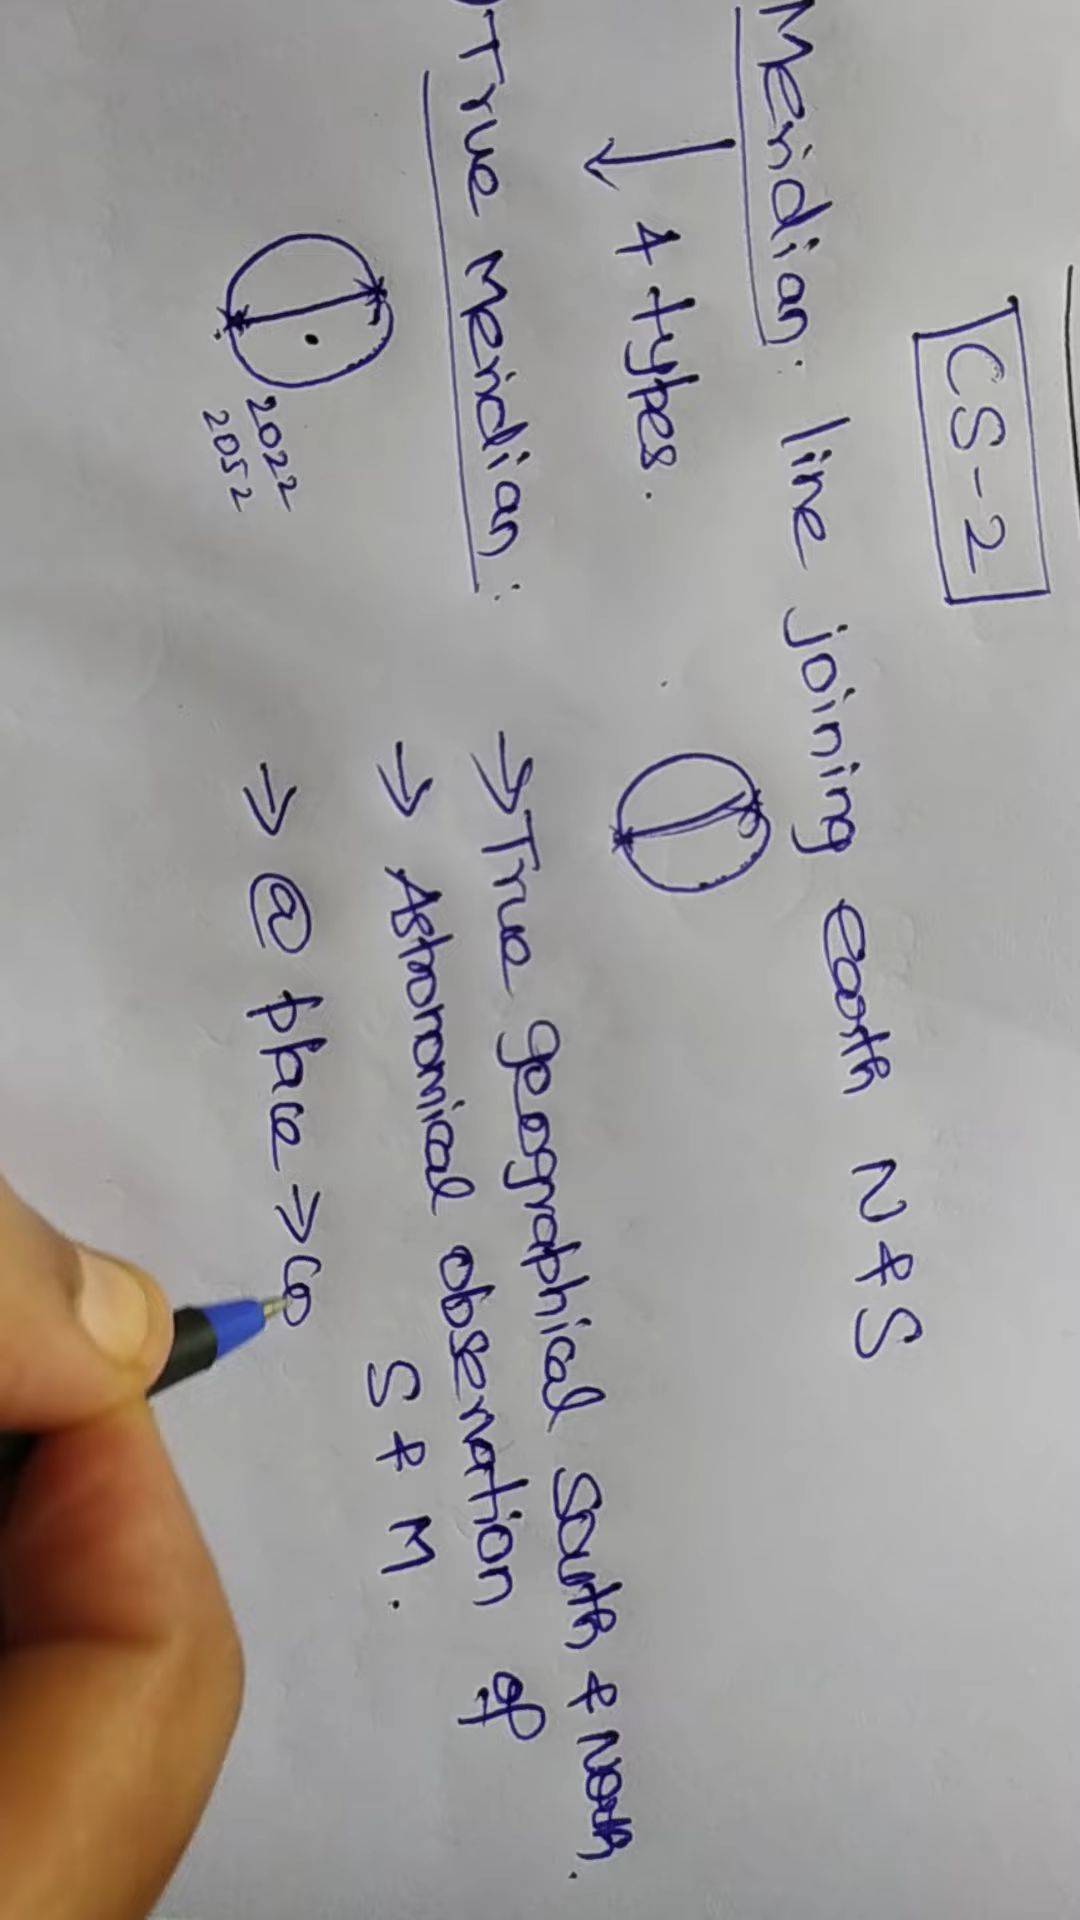 CS-2
Meridian: line joining earth N & S
4 types.
True Meridian:
→ True geographical South & North.
→ Astronomical observation of
S & M.
→ @ place → Co
2022
2052